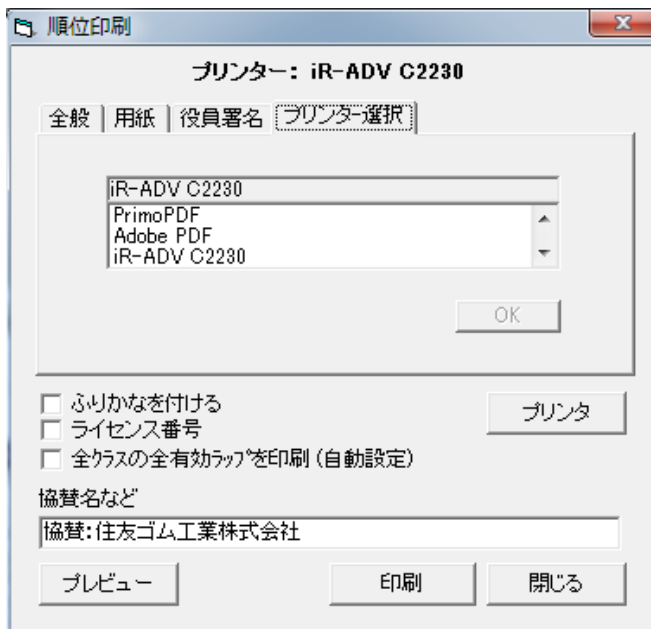 順位印刷
プリンター: iR-ADV C2230
全般 用紙 役員署名 プリンター選択
iR-ADV C2230
PrimoPDF
Adobe PDF
iR-ADV C2230
OK
ふりかなを付ける
プリンタ
ライセンス番号
全クラスの全有効ラップを印刷(自動設定)
協賛名など
協賛:住友ゴム工業株式会社
プレビュー 印刷 閉じる